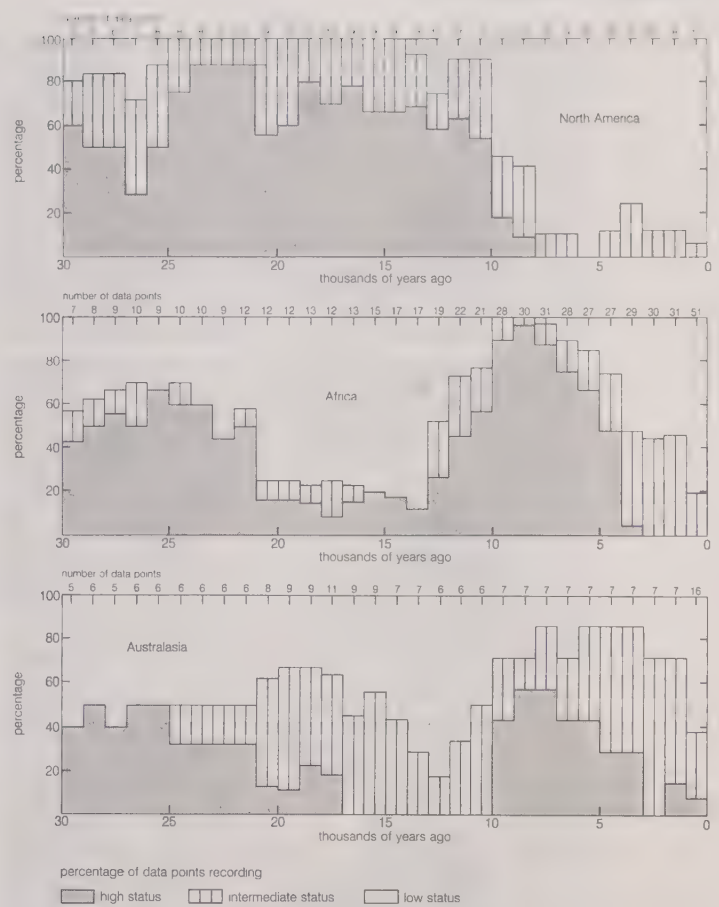 100
80
60
40
20
percentage
North America
30 25 20 15 10 5 0
thousands of years ago
number of data points
7 8 9 10 9 10 10 9 12 12 12 13 12 13 15 17 17 19 22 21 28 30 31 28 27 27 29 30 31 51
100
80
60
40
20
percentage
Africa
30 25 20 15 10 5 0
thousands of years ago
number of data points
5 6 5 6 6 6 6 6 6 8 9 9 11 9 9 7 7 6 6 6 7 7 7 7 7 7 7 7 7 16
100
80
60
40
20
percentage
Australasia
30 25 20 15 10 5 0
thousands of years ago
percentage of data points recording
high status intermediate status low status